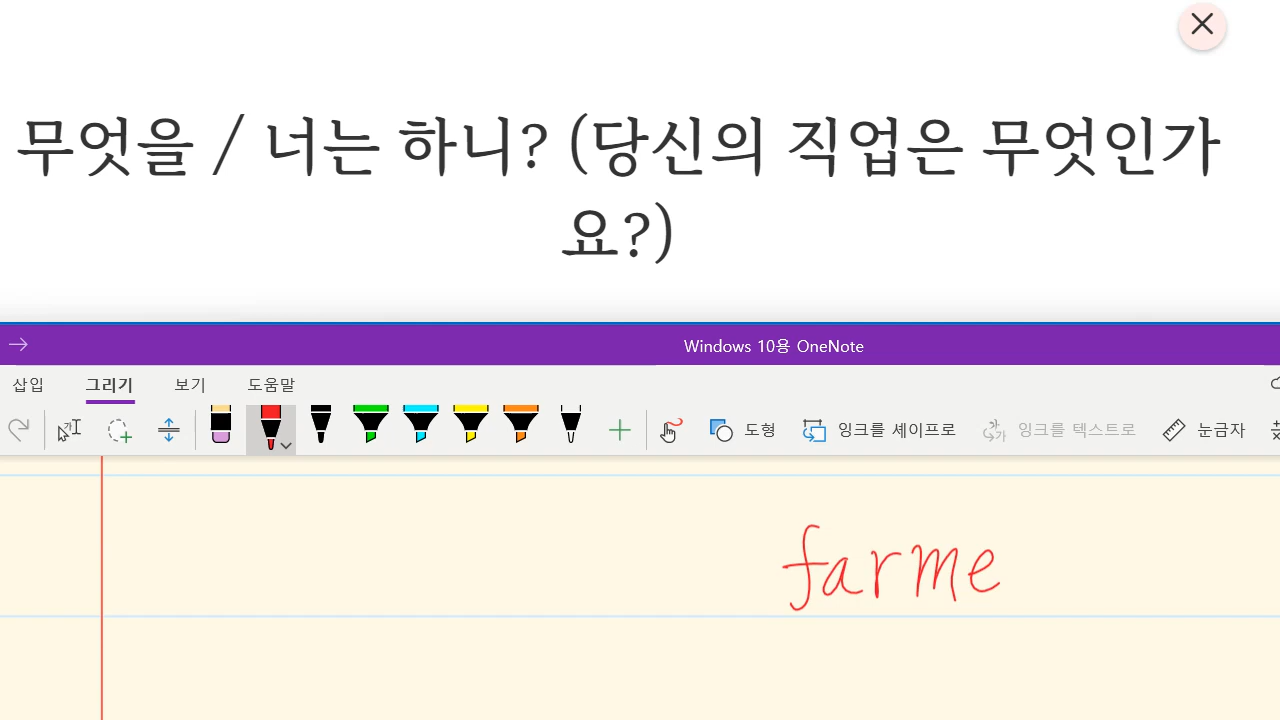 무엇을 / 너는 하니? (당신의 직업은 무엇인가
요?)
Windows 10용 OneNote
삽입 그리기 보기 도움말
도형 잉크를 셰이프로 잉크를 텍스트로 눈금자
farme